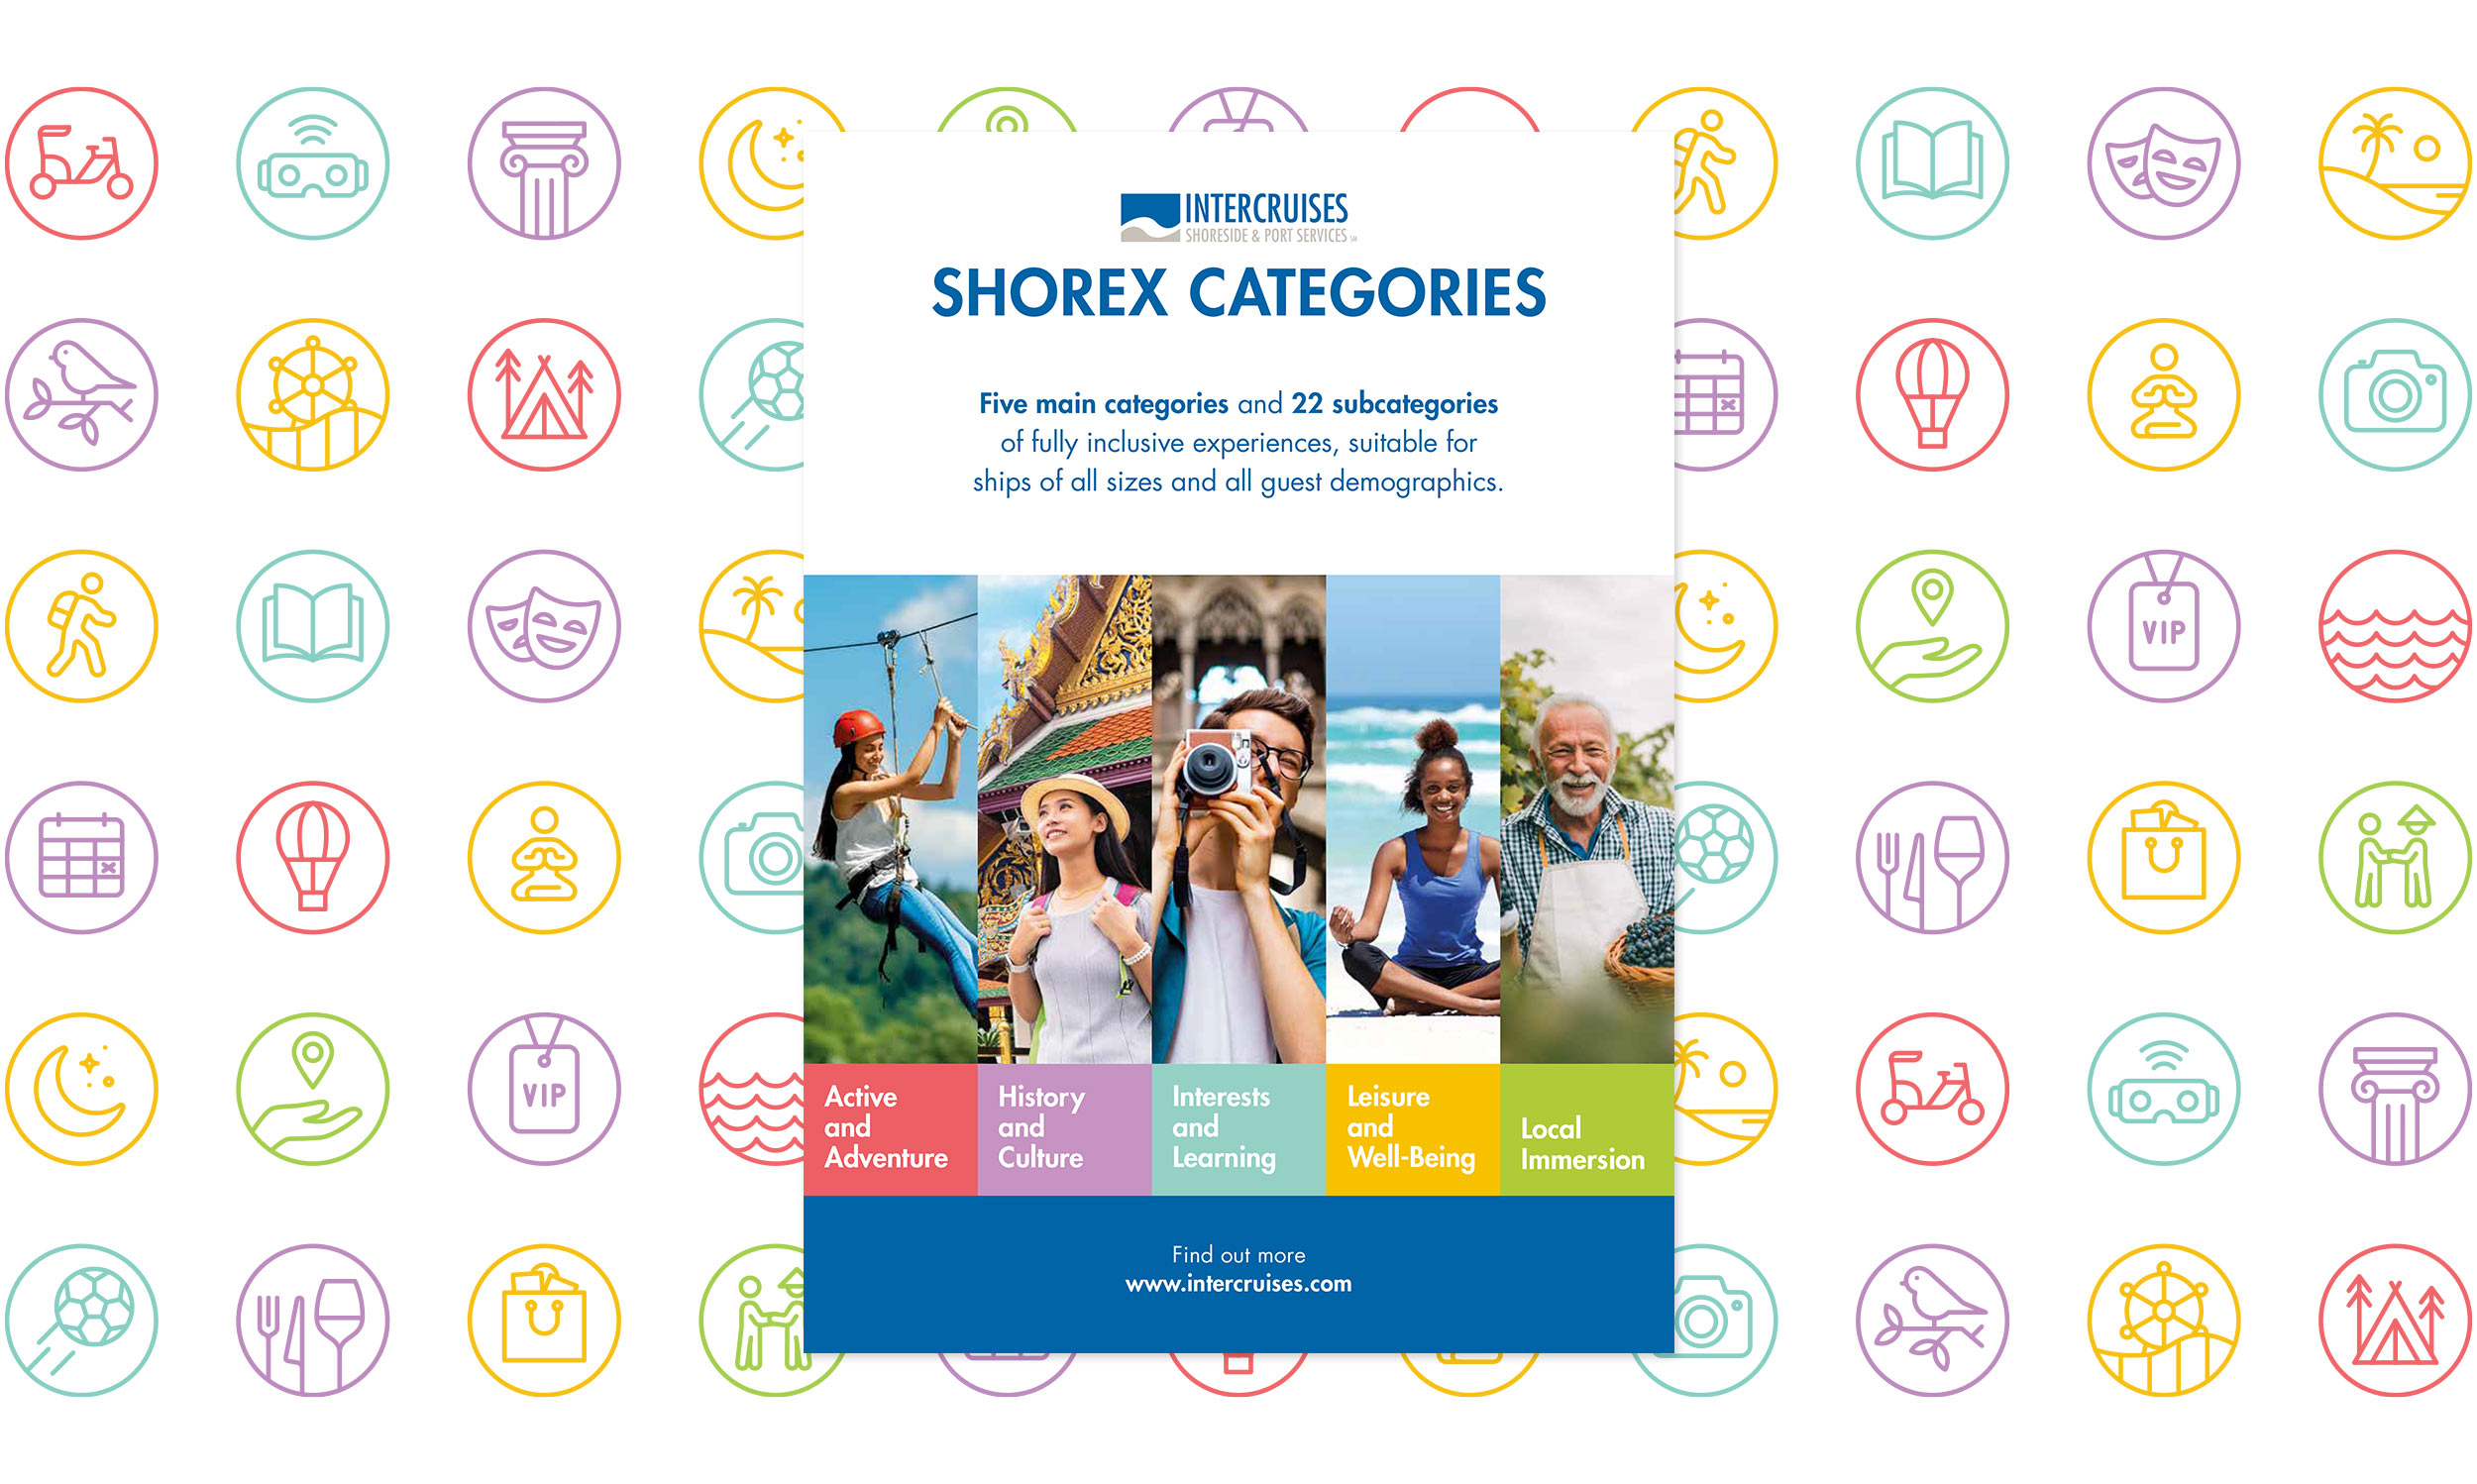 INTERCRUISES
SHORESIDE & PORT SERVICES
SHOREX CATEGORIES
Five main categories and 22 subcategories
of fully inclusive experiences, suitable for
ships of all sizes and all guest demographics.
VIP
Active
and
Adventure
History
and
Culture
Interests
and
Learning
Leisure
and
Well-Being
Local
Immersion
VIP
Find out more
www.intercruises.com